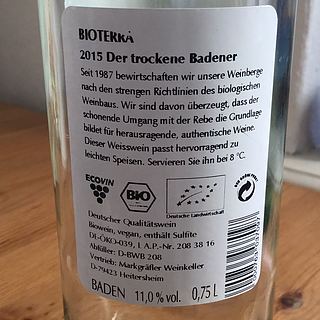 BIOTERRA
2015 Der trockene Badener
Seit 1987 bewirtschaften wir unsere Weinberge
nach den strengen Richtlinien des biologischen
Weinbaus. Wir sind davon überzeugt, dass der
schonende Umgang mit der Rebe die Grundlage
bildet für herausragende, authentische Weine.
Dieser Weisswein passt hervorragend zu
leichten Speisen. Servieren Sie ihn bei 8 °C.
ECOVIN
BIO
Deutsche Landwirtschaft
Deutscher Qualitätswein
Biowein, vegan, enthält Sulfite
DE-ÖKO-039, L A.P.-Nr. 208 38 16
Abfüller: D-BWB 208
Vertrieb: Markgräfler Weinkeller
D-79423 Heitersheim
BADEN 11,0% vol. 0,75 L